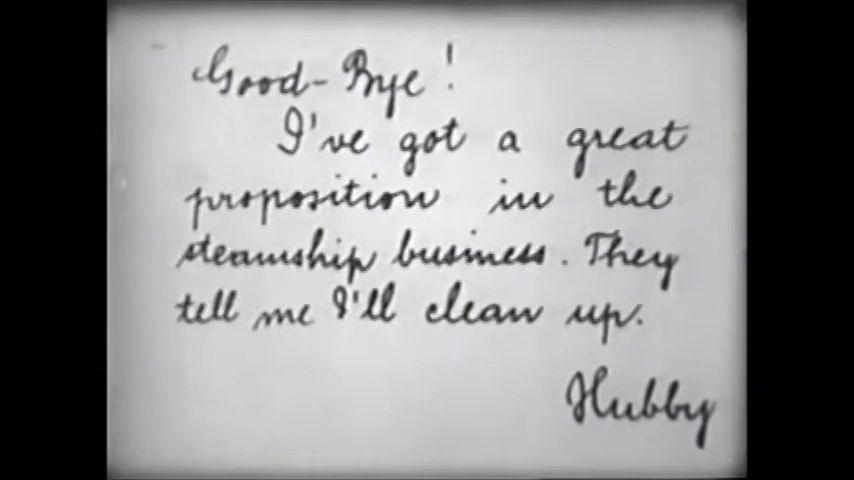 Good-Bye!
I've got a great
proposition in the
steamship business. They
tell me I'll clean up.
Hubby